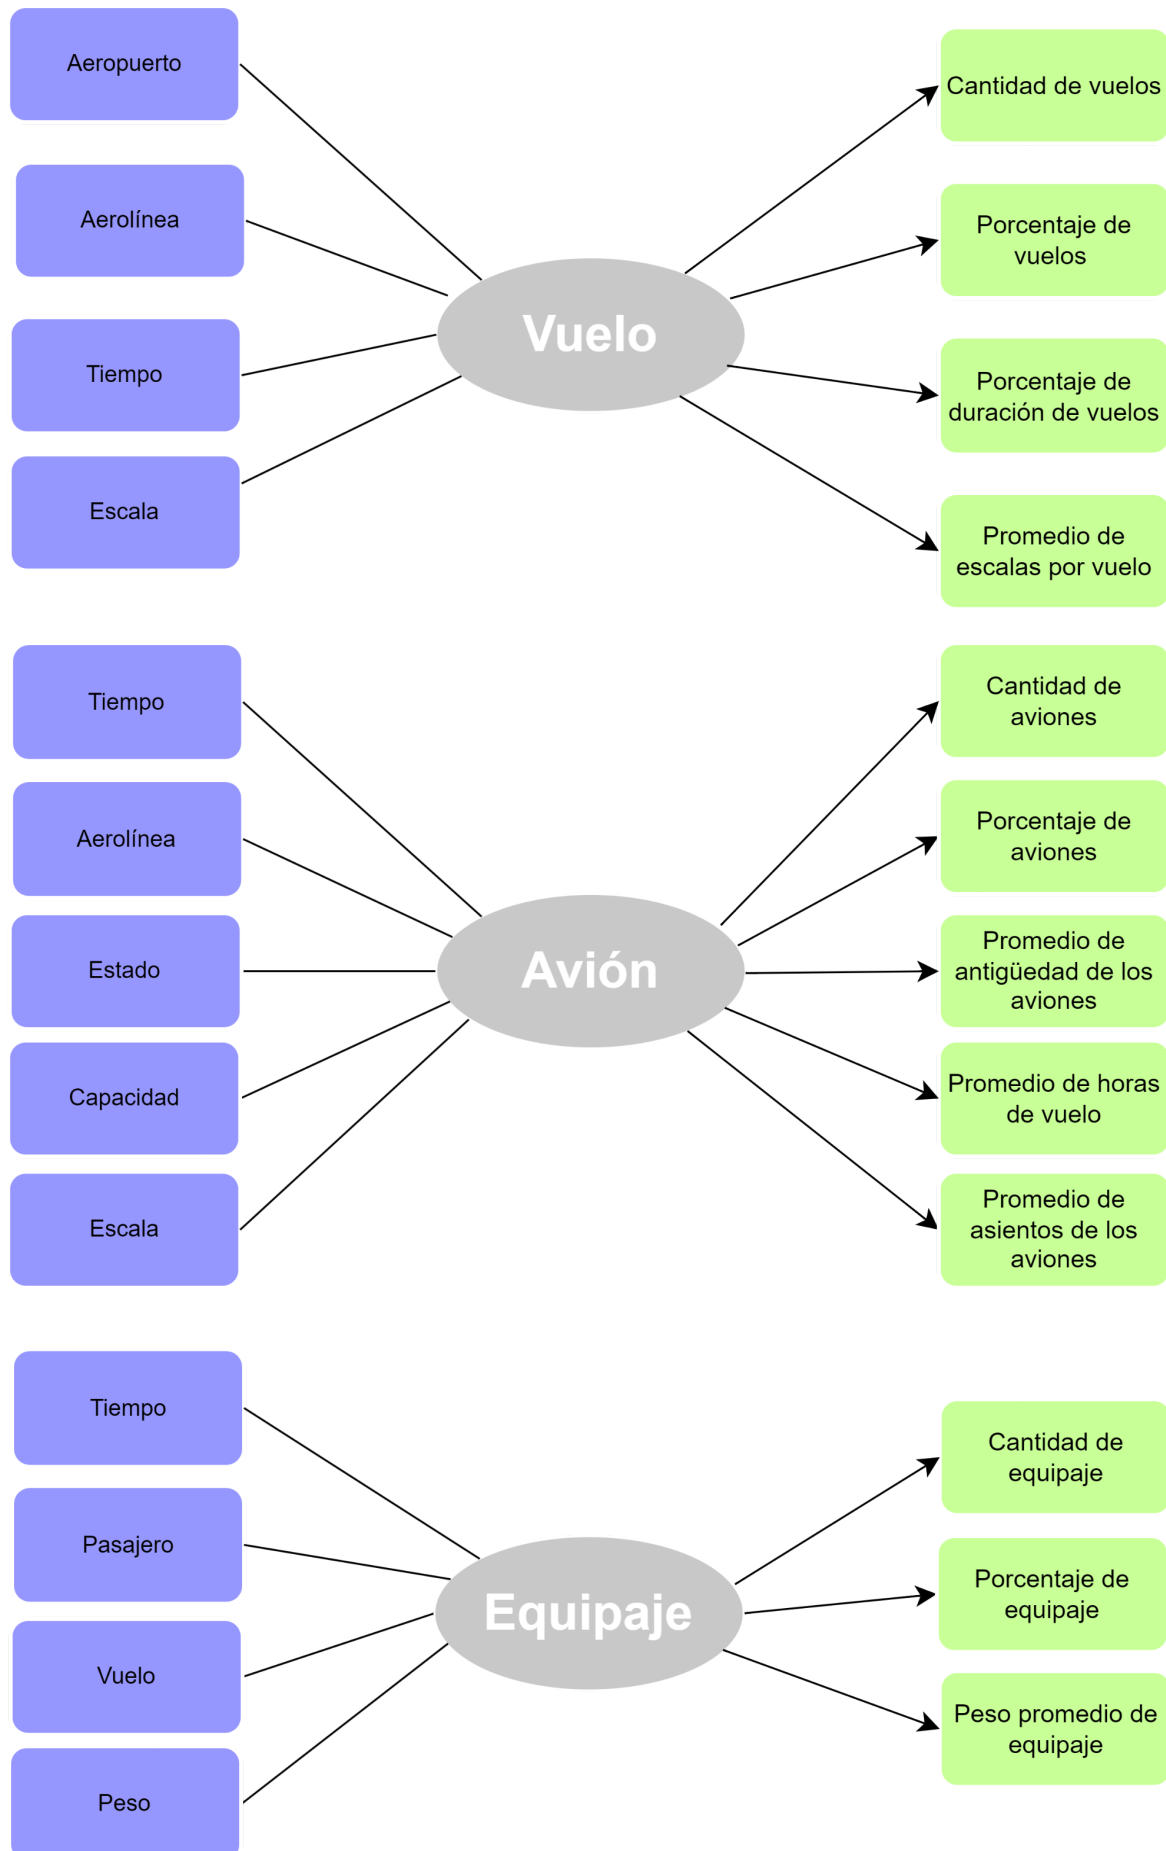 Aeropuerto
Aerolínea
Tiempo
Escala
Vuelo
Cantidad de vuelos
Porcentaje de
vuelos
Porcentaje de
duración de vuelos
Promedio de
escalas por vuelo
Tiempo
Aerolínea
Estado
Capacidad
Escala
Avión
Cantidad de
aviones
Porcentaje de
aviones
Promedio de
antigüedad de los
aviones
Promedio de horas
de vuelo
Promedio de
asientos de los
aviones
Tiempo
Pasajero
Vuelo
Peso
Equipaje
Cantidad de
equipaje
Porcentaje de
equipaje
Peso promedio de
equipaje